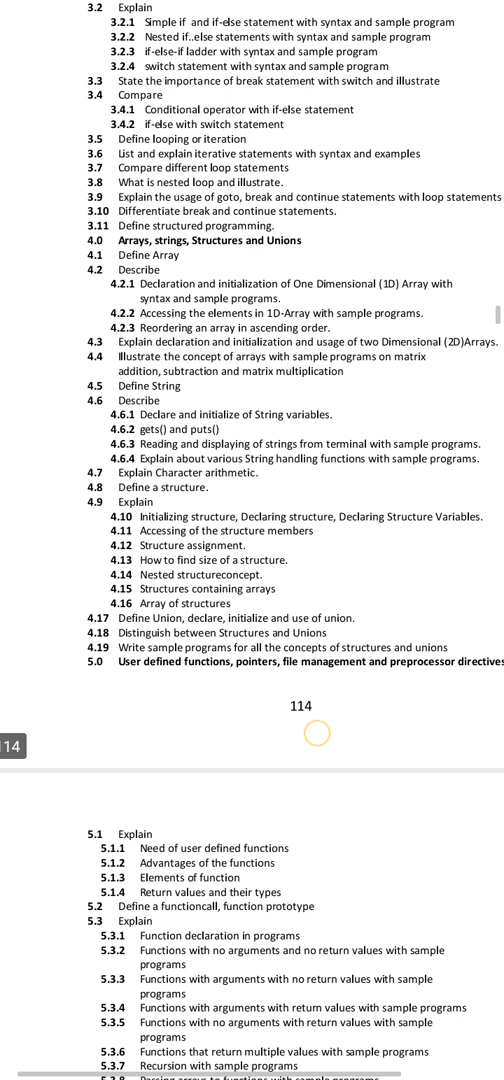 3.2 Explain
3.2.1 Simple if and if-else statement with syntax and sample program
3.2.2 Nested if..else statements with syntax and sample program
3.2.3 if-else-if ladder with syntax and sample program
3.2.4 switch statement with syntax and sample program
3.3 State the importance of break statement with switch and illustrate
3.4 Compare
3.4.1 Conditional operator with if-else statement
3.4.2 if-else with switch statement
3.5 Define looping or iteration
3.6 List and explain iterative statements with syntax and examples
3.7 Compare different loop statements
3.8 What is nested loop and illustrate.
3.9 Explain the usage of goto, break and continue statements with loop statements
3.10 Differentiate break and continue statements.
3.11 Define structured programming.
4.0 Arrays, strings, Structures and Unions
4.1 Define Array
4.2 Describe
4.2.1 Declaration and initialization of One Dimensional (1D) Array with
syntax and sample programs.
4.2.2 Accessing the elements in 1D-Array with sample programs.
4.2.3 Reordering an array in ascending order.
4.3 Explain declaration and initialization and usage of two Dimensional (2D)Arrays.
4.4 Illustrate the concept of arrays with sample programs on matrix
addition, subtraction and matrix multiplication
4.5 Define String
4.6 Describe
4.6.1 Declare and initialize of String variables.
4.6.2 gets() and puts()
4.6.3 Reading and displaying of strings from terminal with sample programs.
4.6.4 Explain about various String handling functions with sample programs.
4.7 Explain Character arithmetic.
4.8 Define a structure.
4.9 Explain
4.10 Initializing structure, Declaring structure, Declaring Structure Variables.
4.11 Accessing of the structure members
4.12 Structure assignment.
4.13 How to find size of a structure.
4.14 Nested structureconcept.
4.15 Structures containing arrays
4.16 Array of structures
4.17 Define Union, declare, initialize and use of union.
4.18 Distinguish between Structures and Unions
4.19 Write sample programs for all the concepts of structures and unions
5.0 User defined functions, pointers, file management and preprocessor directives
114
14
5.1 Explain
5.1.1 Need of user defined functions
5.1.2 Advantages of the functions
5.1.3 Elements of function
5.1.4 Return values and their types
5.2 Define a functioncall, function prototype
5.3 Explain
5.3.1 Function declaration in programs
5.3.2 Functions with no arguments and no return values with sample
programs
5.3.3 Functions with arguments with no return values with sample
programs
5.3.4 Functions with arguments with return values with sample programs
5.3.5 Functions with no arguments with return values with sample
programs
5.3.6 Functions that return multiple values with sample programs
5.3.7 Recursion with sample programs
5.3.8 Passing arrays to functions with sample programs